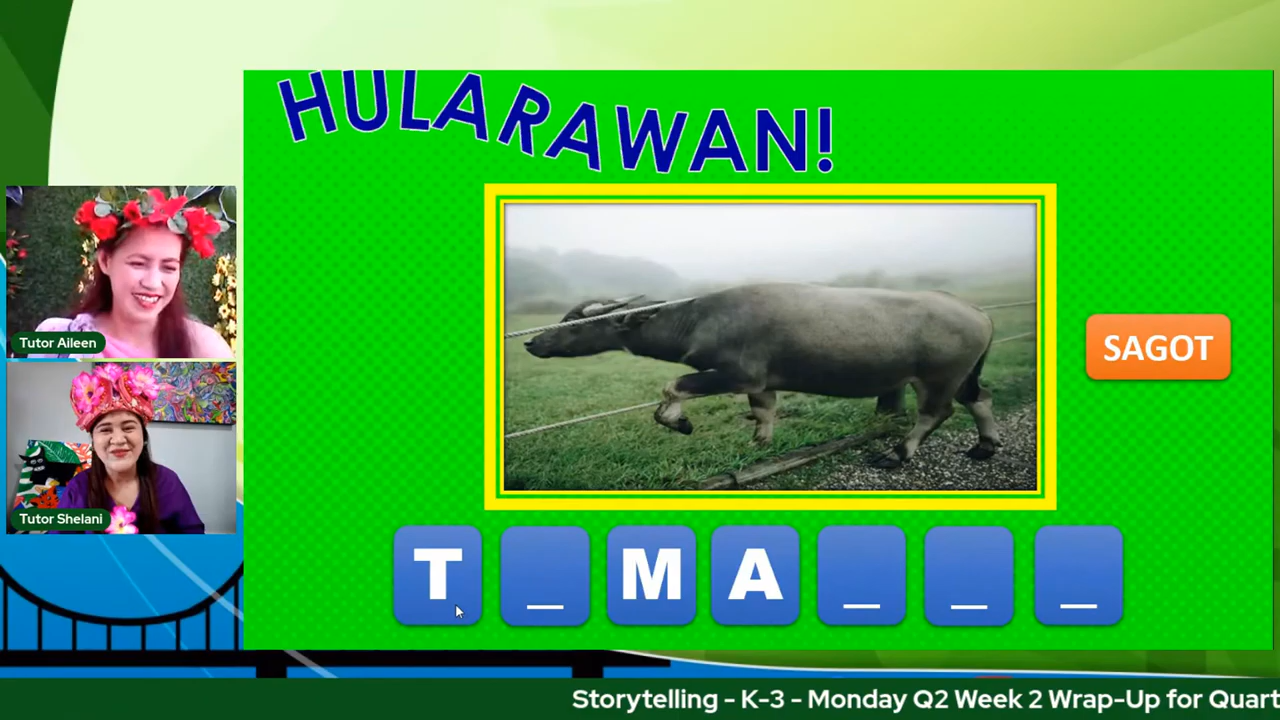 HULARAWAN!
Tutor Aileen
SAGOT
Tutor Shelani
T _ M A _ _ _
Storytelling - K-3 - Monday Q2 Week 2 Wrap-Up for Quart